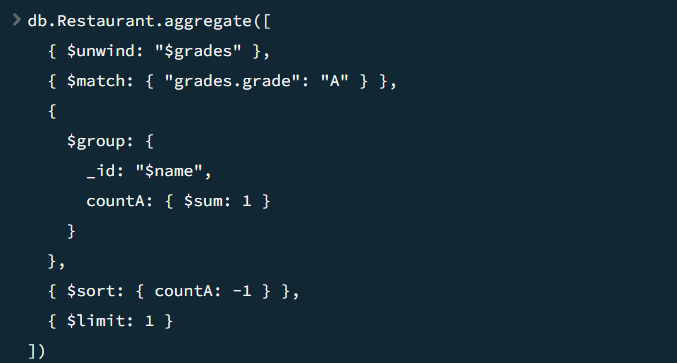 > db.Restaurant.aggregate([
  { $unwind: "$grades" },
  { $match: { "grades.grade": "A" } },
  {
    $group: {
      _id: "$name",
      countA: { $sum: 1 }
    }
  },
  { $sort: { countA: -1 } },
  { $limit: 1 }
])